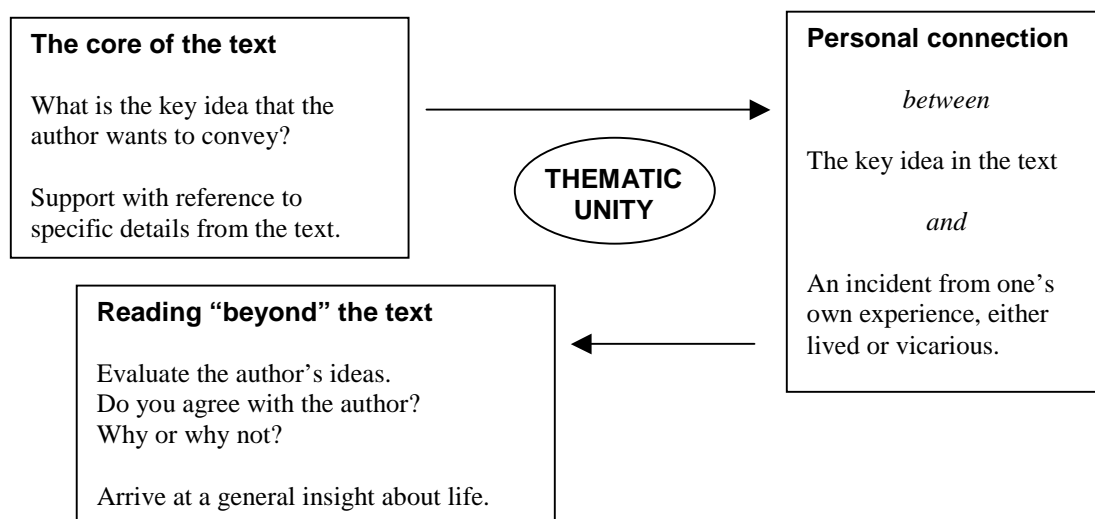 The core of the text
What is the key idea that the
author wants to convey?
Support with reference to
specific details from the text.
THEMATIC
UNITY
Personal connection
between
The key idea in the text
and
An incident from one’s
own experience, either
lived or vicarious.
Reading “beyond” the text
Evaluate the author’s ideas.
Do you agree with the author?
Why or why not?
Arrive at a general insight about life.